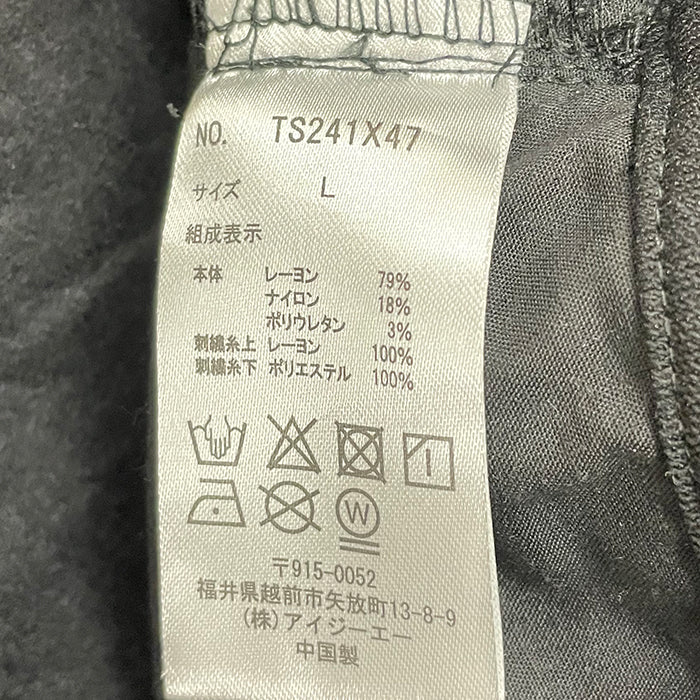 NO. TS241X47
サイズ L
組成表示
本体 レーヨン 79%
ナイロン 18%
ポリウレタン 3%
刺繍糸上 レーヨン 100%
刺繍糸下 ポリエステル 100%
W
〒915-0052
福井県越前市矢放町13-8-9
(株)アイジーエー
中国製